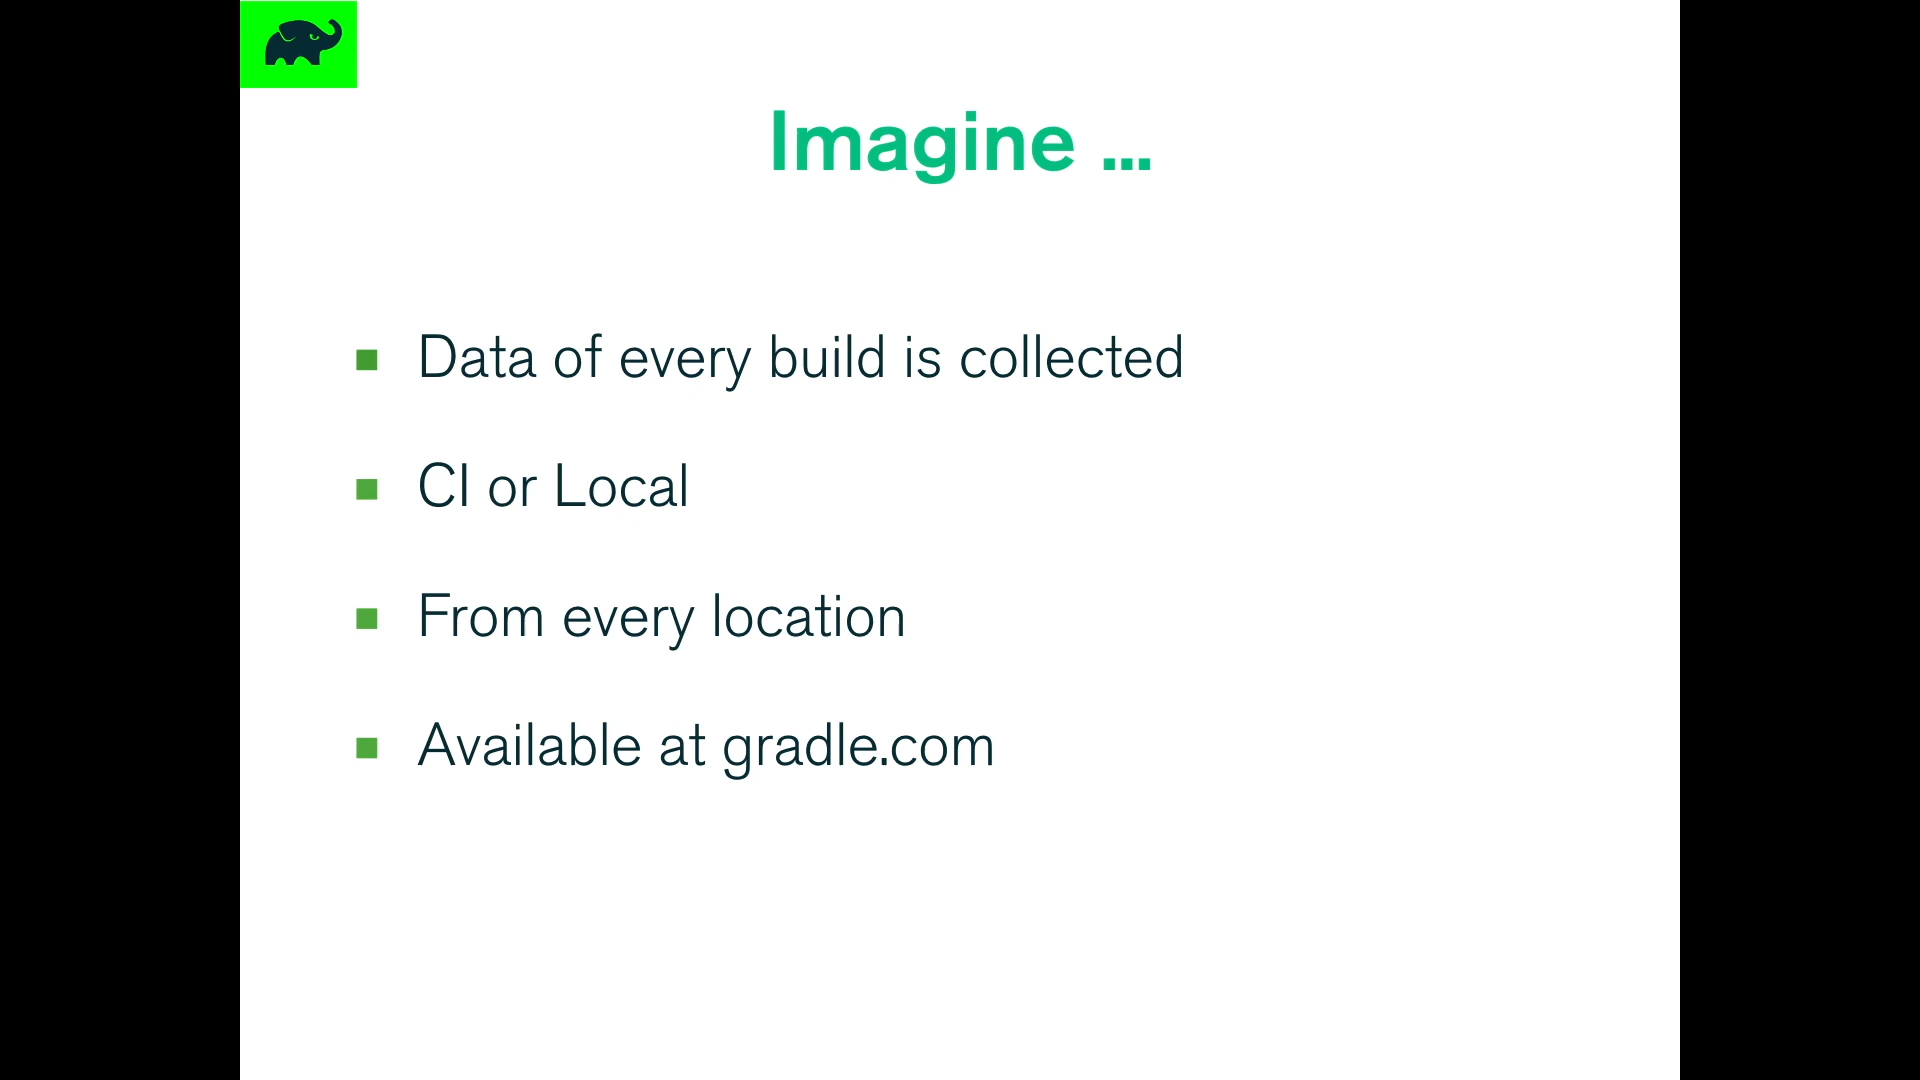 Imagine ...
Data of every build is collected
CI or Local
From every location
Available at gradle.com